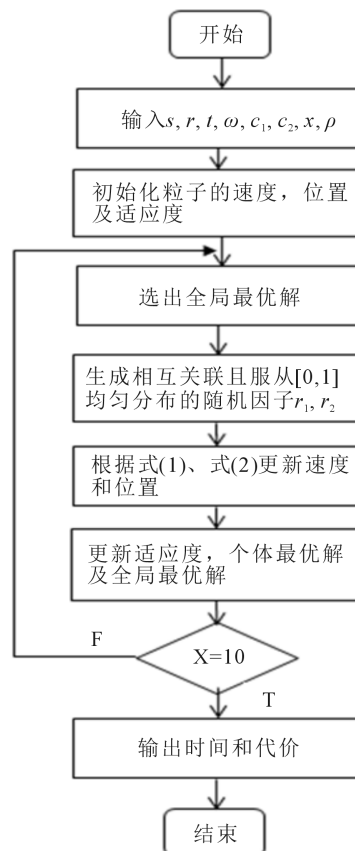 开始
输入s, r, t, ω, c₁, c₂, x, ρ
初始化粒子的速度，位置
及适应度
选出全局最优解
生成相互关联且服从[0,1]
均匀分布的随机因子r₁, r₂
根据式(1)、式(2)更新速度
和位置
更新适应度，个体最优解
及全局最优解
F
X=10
T
输出时间和代价
结束